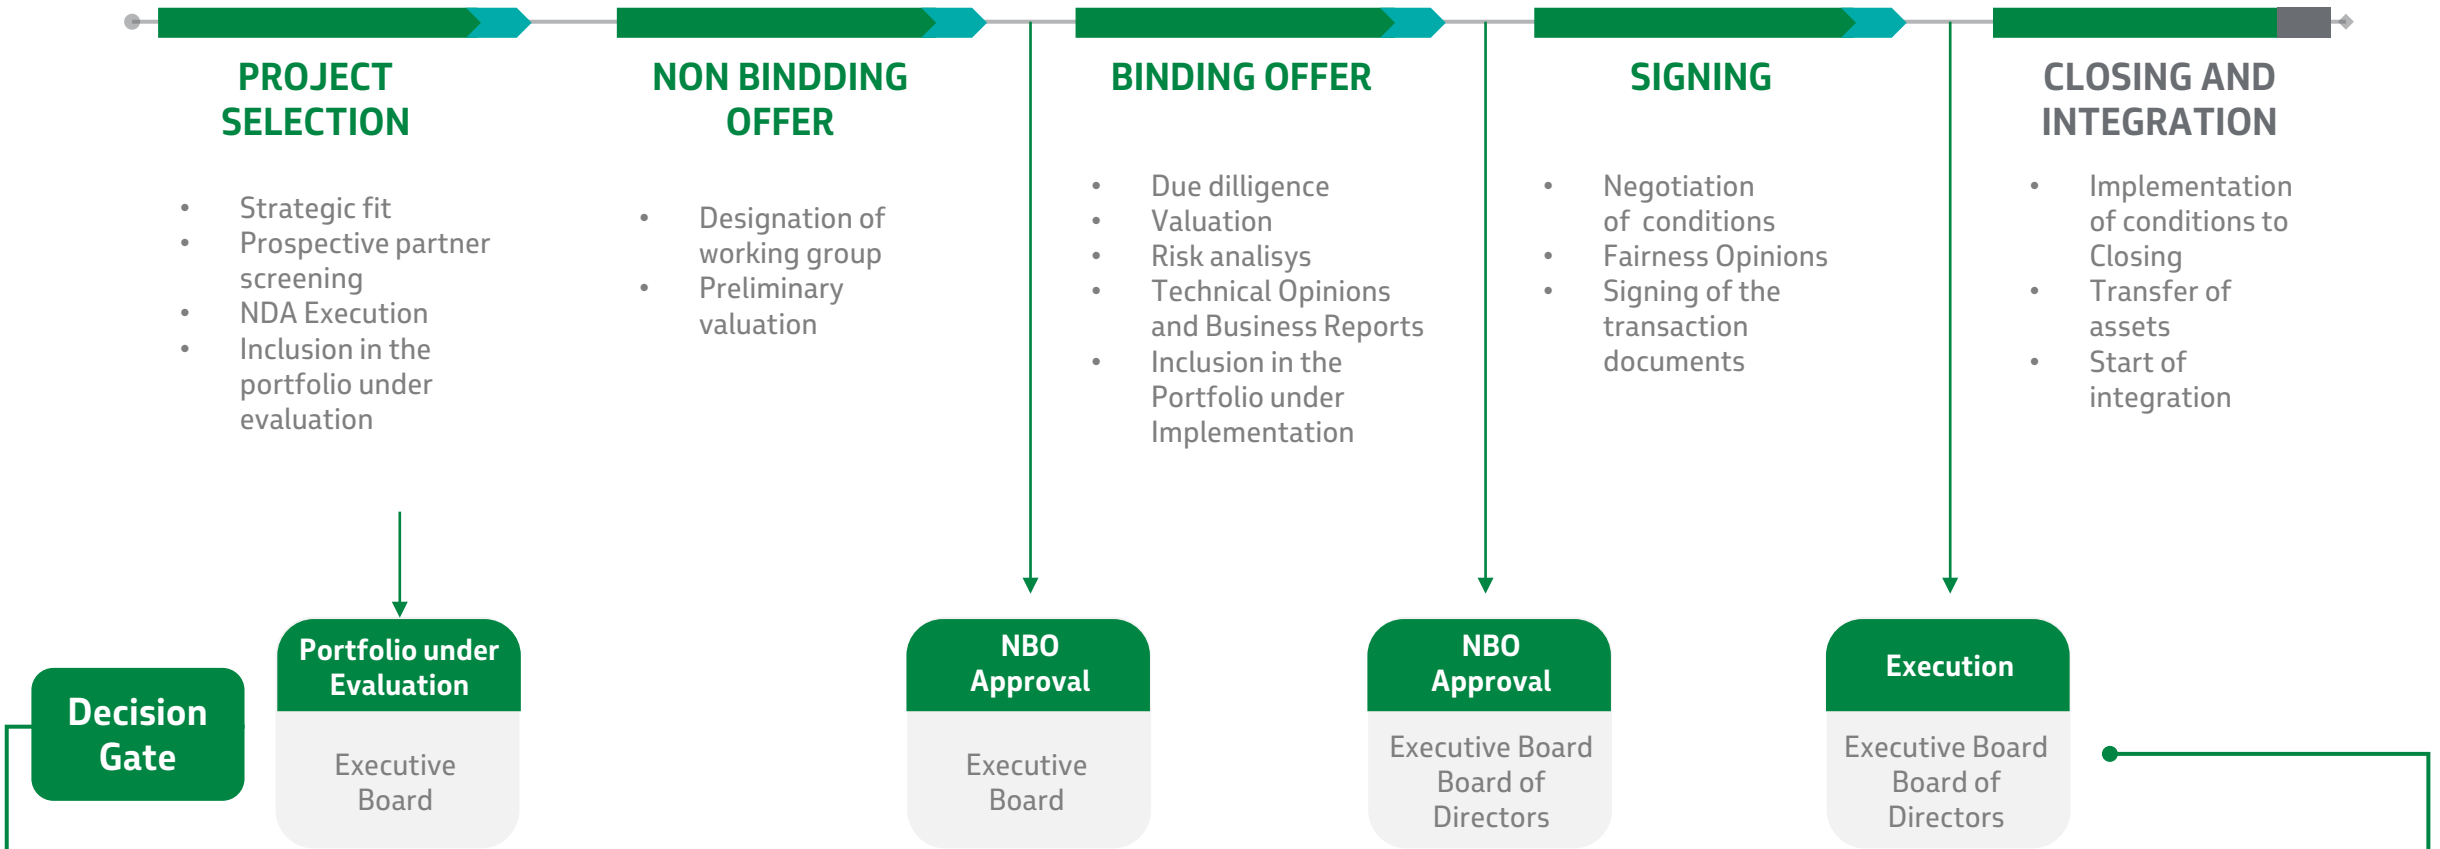 PROJECT
SELECTION
• Strategic fit
• Prospective partner
screening
• NDA Execution
• Inclusion in the
portfolio under
evaluation
NON BINDDING
OFFER
• Designation of
working group
• Preliminary
valuation
BINDING OFFER
• Due dilligence
• Valuation
• Risk analisys
• Technical Opinions
and Business Reports
• Inclusion in the
Portfolio under
Implementation
SIGNING
• Negotiation
of conditions
• Fairness Opinions
• Signing of the
transaction
documents
CLOSING AND
INTEGRATION
• Implementation
of conditions to
Closing
• Transfer of
assets
• Start of
integration
Decision
Gate
Portfolio under
Evaluation
Executive
Board
NBO
Approval
Executive
Board
NBO
Approval
Executive Board
Board of
Directors
Execution
Executive Board
Board of
Directors